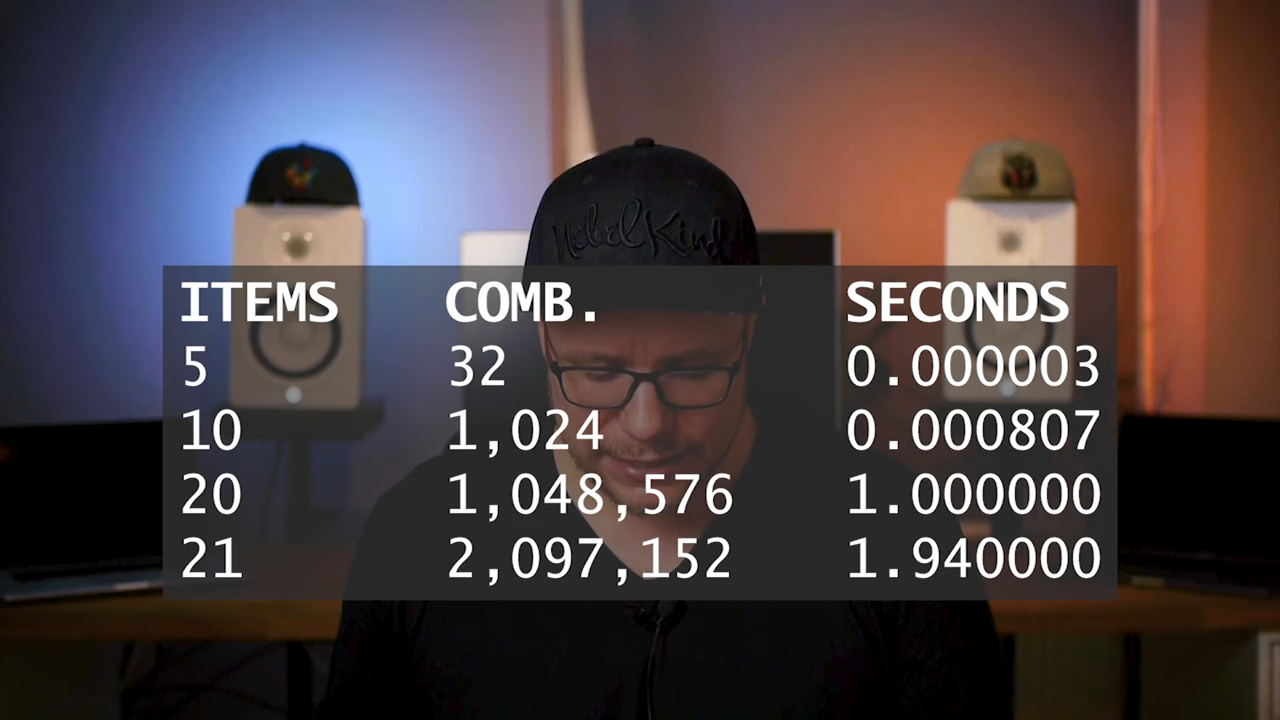 NebelKind
ITEMS COMB. SECONDS
5 32 0.000003
10 1,024 0.000807
20 1,048,576 1.000000
21 2,097,152 1.940000